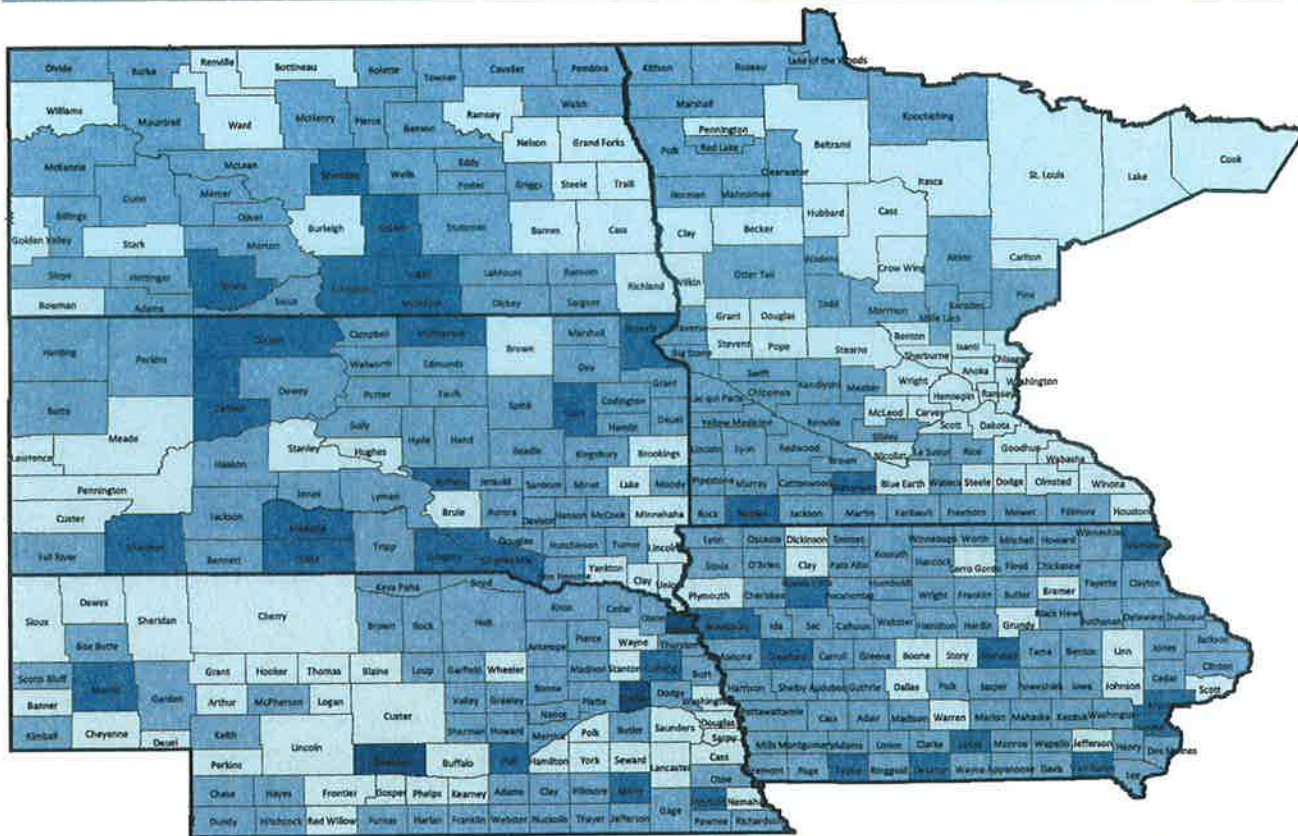 Divide Burke Renville Bottineau Rolette Towner Cavalier Pembina Kittson Roseau Lake of the Woods
Williams Mountrail Ward McHenry Pierce Benson Ramsey Walsh Marshall Koochiching
Nelson Grand Forks Pennington Red Lake Polk Beltrami Clearwater Itasca St. Louis Lake Cook
McKenzie Dunn McLean Mercer Oliver Sheridan Wells Eddy Foster Griggs Steele Traill Norman Mahnomen
Golden Valley Billings Stark Morton Burleigh Stutsman Barnes Cass Clay Becker Hubbard Cass
Slope Hettinger LaMoure Ransom Richland Wilkin Otter Tail Wadena Crow Wing Aitkin Carlton
Bowman Adams Sioux Dickey Sargent Grant Douglas Todd Morrison Mille Lacs Kanabec Pine
Harding Perkins Campbell McPherson Brown Marshall Roberts Traverse Stevens Pope Stearns Benton Sherburne Isanti Chisago
Walworth Edmunds Day Big Stone Swift Anoka Washington
Butte Dewey Potter Faulk Spink Codington Grant Lac qui Parle Chippewa Kandiyohi Meeker Wright Hennepin Ramsey
Meade Sully Hyde Hand Clark Hamlin Deuel Yellow Medicine Renville McLeod Carver Scott Dakota
Lawrence Haakon Stanley Hughes Beadle Kingsbury Brookings Lincoln Lyon Redwood Brown Sibley Nicollet Le Sueur Rice Goodhue Wabasha
Pennington Jones Lyman Buffalo Jerauld Sanborn Miner Lake Moody Pipestone Murray Cottonwood Blue Earth Waseca Steele Dodge Olmsted Winona
Custer Jackson Brule Aurora Davison Hanson McCook Minnehaha Rock Nobles Jackson Martin Faribault Freeborn Mower Fillmore Houston
Fall River Shannon Bennett Mellette Todd Tripp Gregory Douglas Hutchinson Turner Lincoln
Yankton Clay Union
Lyon Osceola Dickinson Emmet Kossuth Winnebago Worth Mitchell Howard Winneshiek
Sioux O'Brien Clay Palo Alto Hancock Cerro Gordo Floyd Chickasaw
Plymouth Cherokee Pocahontas Humboldt Wright Franklin Butler Bremer Fayette Clayton
Woodbury Ida Sac Calhoun Webster Hamilton Hardin Grundy Black Hawk Buchanan Delaware Dubuque
Monona Crawford Carroll Greene Boone Story Tama Benton Linn Jones Jackson
Harrison Shelby Audubon Guthrie Dallas Polk Jasper Poweshiek Iowa Johnson Cedar Clinton Scott
Pottawattamie Cass Adair Madison Warren Marion Mahaska Keokuk Washington
Mills Montgomery Adams Union Clarke Lucas Monroe Wapello Jefferson Henry Des Moines
Fremont Page Taylor Ringgold Decatur Wayne Appanoose Davis Van Buren Lee
Sioux Dawes Sheridan Cherry Keya Paha Boyd Knox Cedar
Box Butte Brown Rock Holt Antelope Pierce Wayne Thurston
Scotts Bluff Morrill Garden Grant Hooker Thomas Blaine Loup Garfield Wheeler Madison Stanton Cuming Burt
Banner Arthur McPherson Logan Custer Valley Greeley Boone Nance Platte Dodge Washington
Kimball Cheyenne Deuel Keith Lincoln Sherman Howard Merrick Polk Butler Saunders Douglas Sarpy
Perkins Dawson Buffalo Hall Hamilton York Seward Lancaster Cass Otoe
Chase Hayes Frontier Gosper Phelps Kearney Adams Clay Fillmore Gage Nemaha
Dundy Hitchcock Red Willow Furnas Harlan Franklin Webster Nuckolls Thayer Jefferson Pawnee Richardson